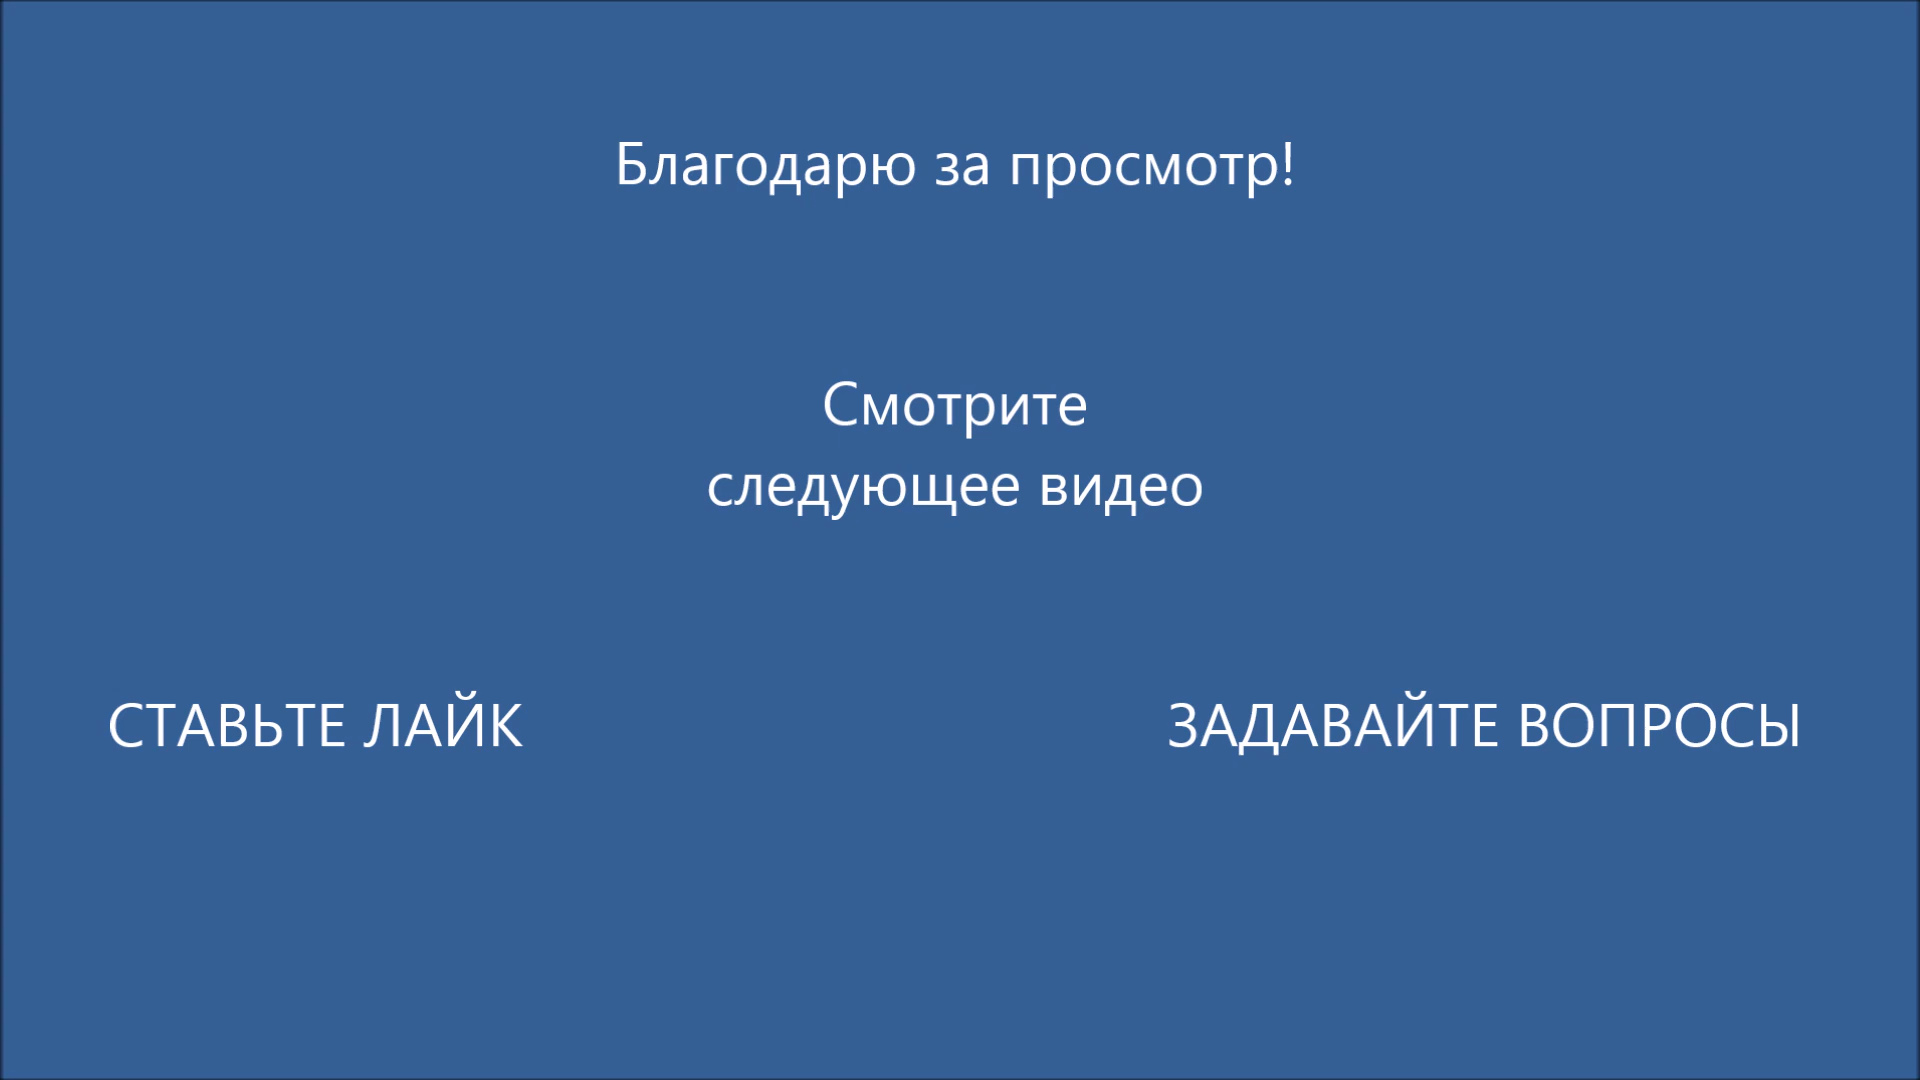 Благодарю за просмотр!
Смотрите
следующее видео
СТАВЬТЕ ЛАЙК
ЗАДАВАЙТЕ ВОПРОСЫ